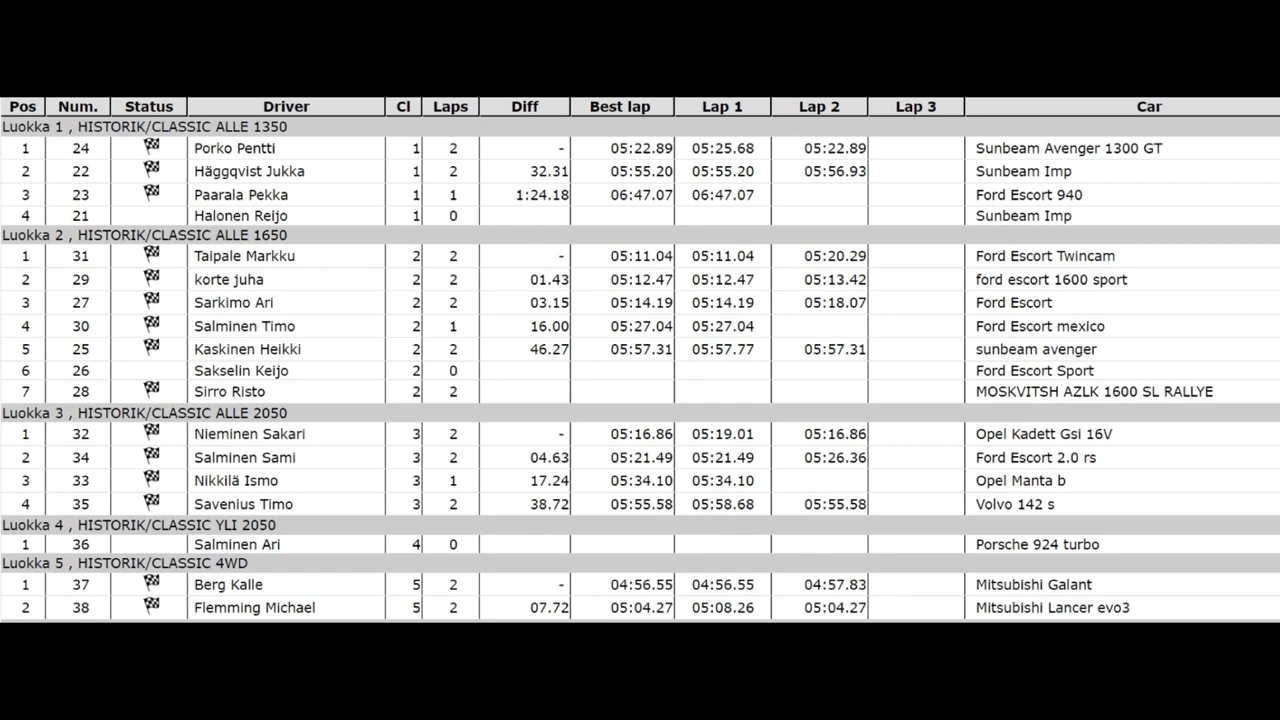 Pos Num. Status Driver Cl Laps Diff Best lap Lap 1 Lap 2 Lap 3 Car
Luokka 1 , HISTORIK/CLASSIC ALLE 1350
1 24 Porko Pentti 1 2 - 05:22.89 05:25.68 05:22.89 Sunbeam Avenger 1300 GT
2 22 Häggqvist Jukka 1 2 32.31 05:55.20 05:55.20 05:56.93 Sunbeam Imp
3 23 Paarala Pekka 1 1 1:24.18 06:47.07 06:47.07 Ford Escort 940
4 21 Halonen Reijo 1 0 Sunbeam Imp
Luokka 2 , HISTORIK/CLASSIC ALLE 1650
1 31 Taipale Markku 2 2 - 05:11.04 05:11.04 05:20.29 Ford Escort Twincam
2 29 korte juha 2 2 01.43 05:12.47 05:12.47 05:13.42 ford escort 1600 sport
3 27 Sarkimo Ari 2 2 03.15 05:14.19 05:14.19 05:18.07 Ford Escort
4 30 Salminen Timo 2 1 16.00 05:27.04 05:27.04 Ford Escort mexico
5 25 Kaskinen Heikki 2 2 46.27 05:57.31 05:57.77 05:57.31 sunbeam avenger
6 26 Sakselin Keijo 2 0 Ford Escort Sport
7 28 Sirro Risto 2 2 MOSKVITSH AZLK 1600 SL RALLYE
Luokka 3 , HISTORIK/CLASSIC ALLE 2050
1 32 Nieminen Sakari 3 2 - 05:16.86 05:19.01 05:16.86 Opel Kadett Gsi 16V
2 34 Salminen Sami 3 2 04.63 05:21.49 05:21.49 05:26.36 Ford Escort 2.0 rs
3 33 Nikkilä Ismo 3 1 17.24 05:34.10 05:34.10 Opel Manta b
4 35 Savenius Timo 3 2 38.72 05:55.58 05:58.68 05:55.58 Volvo 142 s
Luokka 4 , HISTORIK/CLASSIC YLI 2050
1 36 Salminen Ari 4 0 Porsche 924 turbo
Luokka 5 , HISTORIK/CLASSIC 4WD
1 37 Berg Kalle 5 2 - 04:56.55 04:56.55 04:57.83 Mitsubishi Galant
2 38 Flemming Michael 5 2 07.72 05:04.27 05:08.26 05:04.27 Mitsubishi Lancer evo3